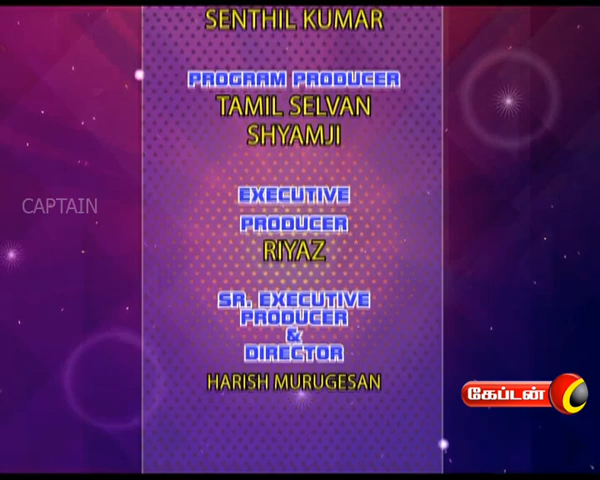 SENTHIL KUMAR
PROGRAM PRODUCER
TAMIL SELVAN
SHYAMJI
CAPTAIN
EXECUTIVE
PRODUCER
RIYAZ
SR. EXECUTIVE
PRODUCER
&
DIRECTOR
HARISH MURUGESAN
கேப்டன்